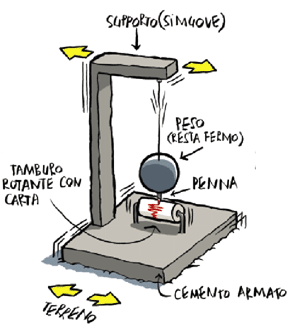 SUPPORTO (SI MUOVE)
PESO
(RESTA FERMO)
PENNA
TAMBURO
ROTANTE CON
CARTA
CEMENTO ARMATO
TERRENO